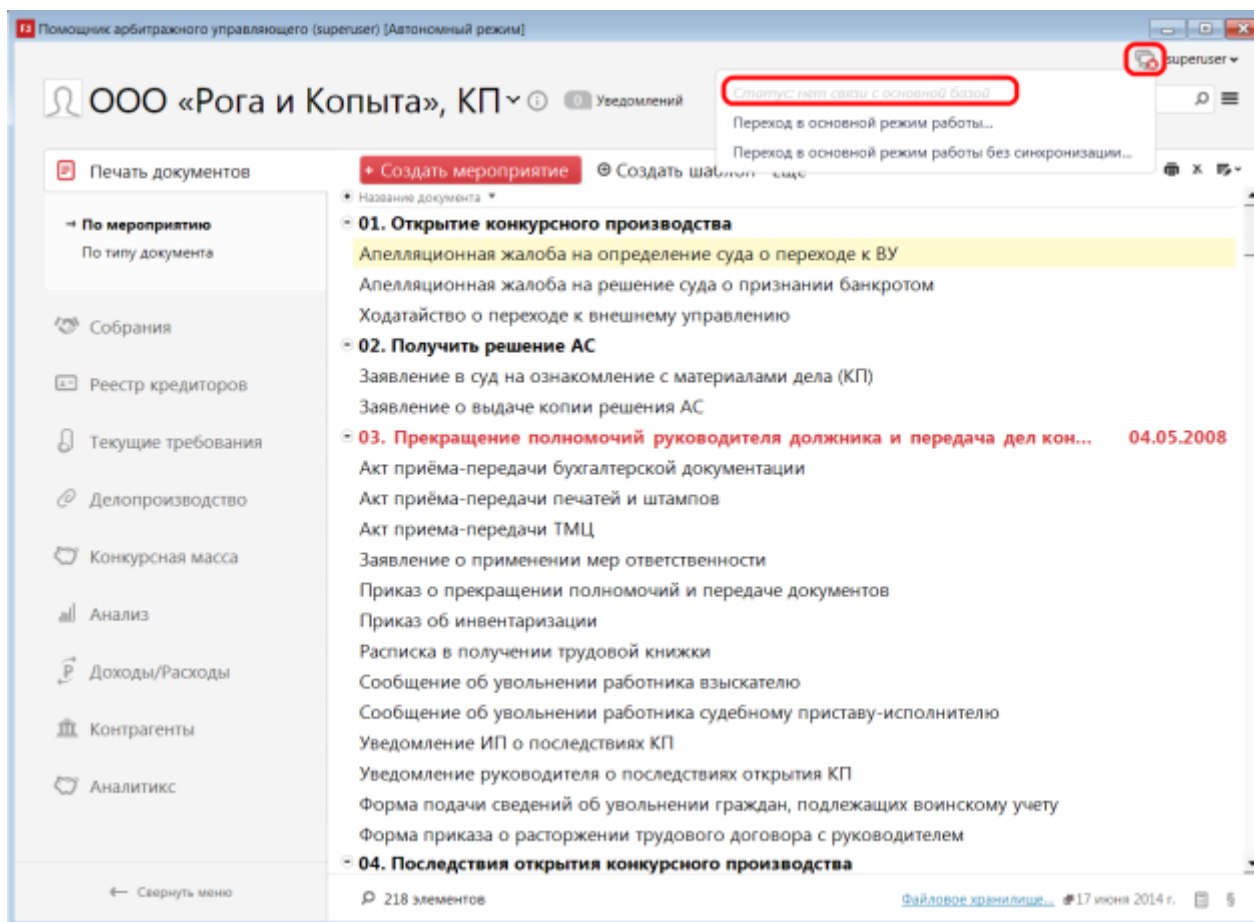 Помощник арбитражного управляющего (superuser) [Автономный режим]
superuser
ООО «Рога и Копыта», КП
0 Уведомлений
Статус: нет связи с основной базой
Переход в основной режим работы...
Переход в основной режим работы без синхронизации...
Печать документов
+ Создать мероприятие
Создать шаблон
Еще
Название документа
По мероприятию
По типу документа
Собрания
Реестр кредиторов
Текущие требования
Делопроизводство
Конкурсная масса
Анализ
Доходы/Расходы
Контрагенты
Аналитикс
Свернуть меню
01. Открытие конкурсного производства
Апелляционная жалоба на определение суда о переходе к ВУ
Апелляционная жалоба на решение суда о признании банкротом
Ходатайство о переходе к внешнему управлению
02. Получить решение АС
Заявление в суд на ознакомление с материалами дела (КП)
Заявление о выдаче копии решения АС
03. Прекращение полномочий руководителя должника и передача дел кон... 04.05.2008
Акт приёма-передачи бухгалтерской документации
Акт приёма-передачи печатей и штампов
Акт приема-передачи ТМЦ
Заявление о применении мер ответственности
Приказ о прекращении полномочий и передаче документов
Приказ об инвентаризации
Расписка в получении трудовой книжки
Сообщение об увольнении работника взыскателю
Сообщение об увольнении работника судебному приставу-исполнителю
Уведомление ИП о последствиях КП
Уведомление руководителя о последствиях открытия КП
Форма подачи сведений об увольнении граждан, подлежащих воинскому учету
Форма приказа о расторжении трудового договора с руководителем
04. Последствия открытия конкурсного производства
218 элементов
Файловое хранилище...
17 июня 2014 г.
§